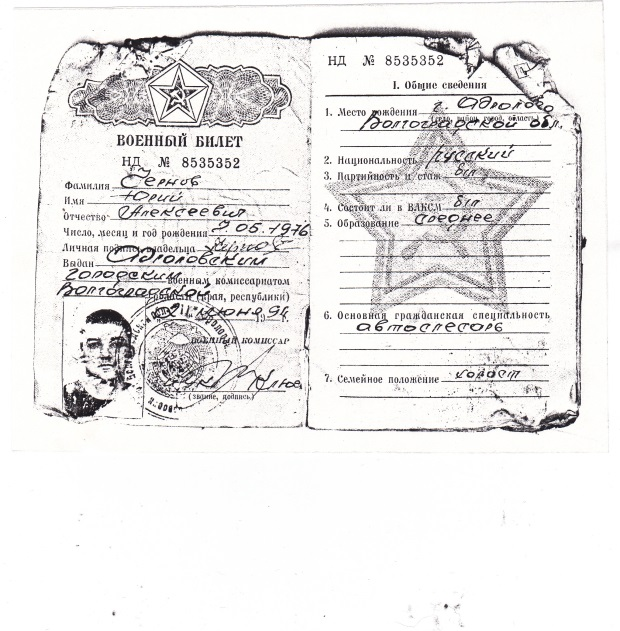 ВОЕННЫЙ БИЛЕТ
НД № 8535352
Фамилия Чернов
Имя Юрий
Отчество Алексеевич
Число, месяц и год рождения 7 05. 1976
Личная подпись владельца
Выдан Фроловским
городским военным комиссариатом
Волгоградской области (края, республики)
21 июня 94 г.
ВОЕННЫЙ КОМИССАР
(звание, подпись)
НД № 8535352
1. Общие сведения
1. Место рождения г. Фролово
(село, район, город, область)
Волгоградской обл.
2. Национальность русский
3. Партийность и стаж б/п
4. Состоит ли в ВЛКСМ б/п
5. Образование среднее
6. Основная гражданская специальность
автослесарь
7. Семейное положение холост